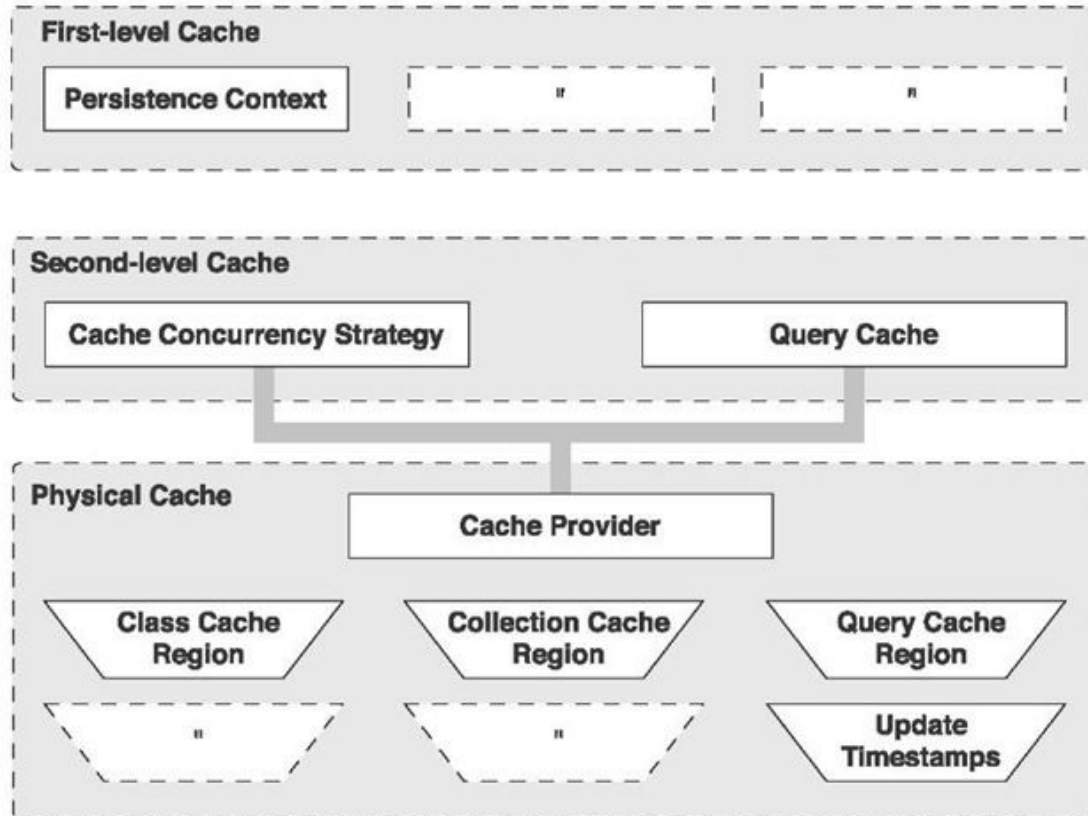 First-level Cache
Persistence Context
"
"
Second-level Cache
Cache Concurrency Strategy
Query Cache
Physical Cache
Cache Provider
Class Cache
Region
Collection Cache
Region
Query Cache
Region
"
"
Update
Timestamps